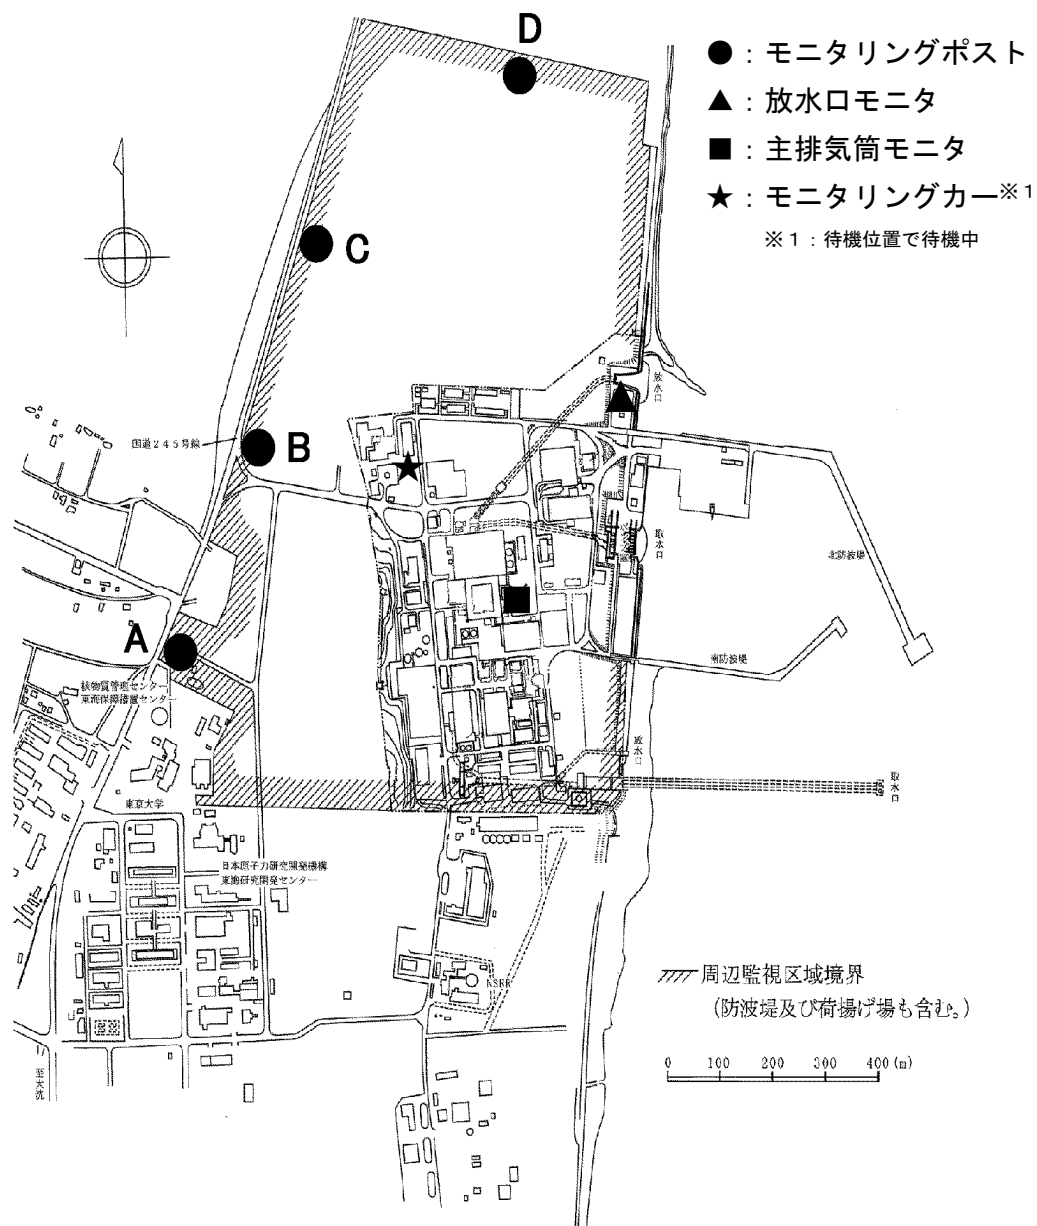 D
●：モニタリングポスト
▲：放水口モニタ
■：主排気筒モニタ
★：モニタリングカー※1
※1：待機位置で待機中
C
放水口
国道245号線
B
取水口
北防波堤
A
南防波堤
核物質管理センター
東海保障措置センター
放水口
取水口
東京大学
日本原子力研究開発機構
東海研究開発センター
NSRR
周辺監視区域境界
(防波堤及び荷揚げ場も含む。)
0 100 200 300 400 (m)